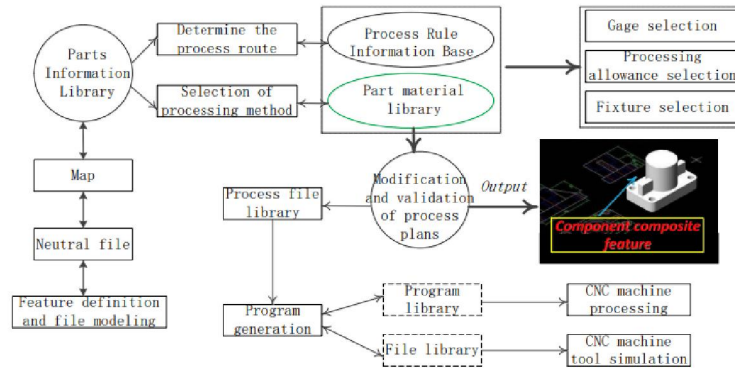 Parts
Information
Library
Determine the
process route
Selection of
processing method
Process Rule
Information Base
Part material
library
Gage selection
Processing
allowance selection
Fixture selection
Map
Neutral file
Feature definition
and file modeling
Process file
library
Modification
and validation
of process
plans
Output
Component composite
feature
Program
generation
Program
library
File library
CNC machine
processing
CNC machine
tool simulation